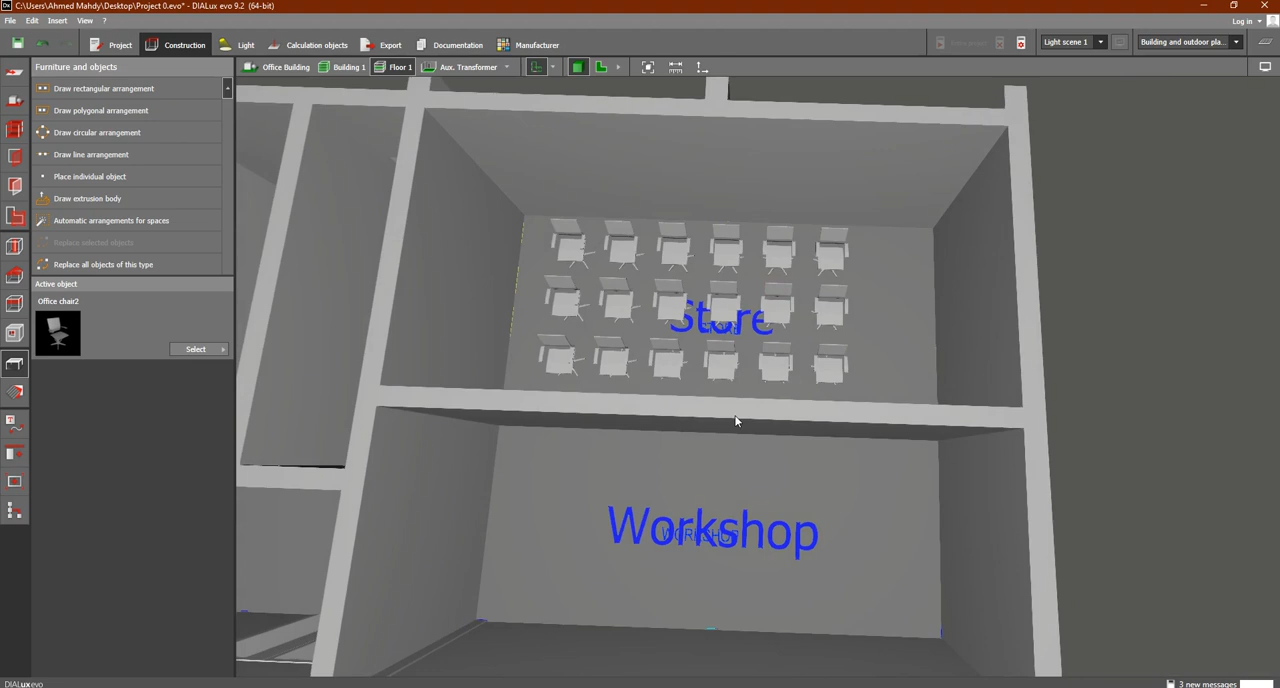 C:\Users\Ahmed Mahdy\Desktop\Project 0.evo* - DIALux evo 9.2 (64-bit)
File Edit Insert View ?
Log in
Project Construction Light Calculation objects Export Documentation Manufacturer
Light scene 1 Building and outdoor pla...
Furniture and objects
Office Building Building 1 Floor 1 Aux. Transformer
Draw rectangular arrangement
Draw polygonal arrangement
Draw circular arrangement
Draw line arrangement
Place individual object
Draw extrusion body
Automatic arrangements for spaces
Replace selected objects
Replace all objects of this type
Active object
Office chair2
Select
Store
STORE
Workshop
WORKSHOP
DIALux evo
3 new messages